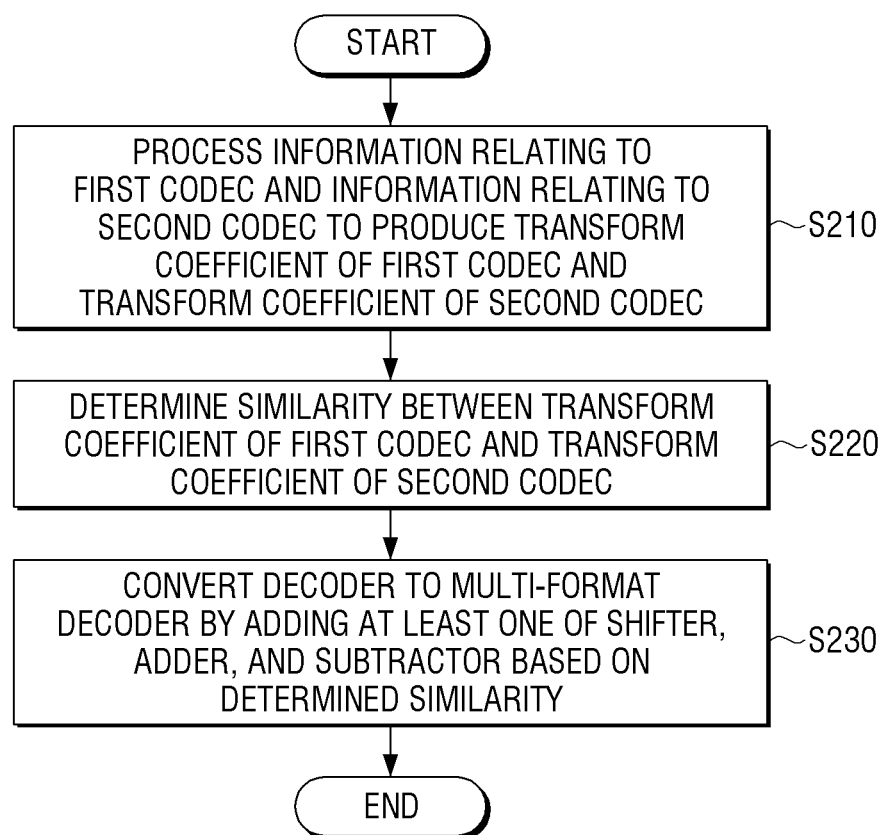 START
PROCESS INFORMATION RELATING TO
FIRST CODEC AND INFORMATION RELATING TO
SECOND CODEC TO PRODUCE TRANSFORM
COEFFICIENT OF FIRST CODEC AND
TRANSFORM COEFFICIENT OF SECOND CODEC
S210
DETERMINE SIMILARITY BETWEEN TRANSFORM
COEFFICIENT OF FIRST CODEC AND TRANSFORM
COEFFICIENT OF SECOND CODEC
S220
CONVERT DECODER TO MULTI-FORMAT
DECODER BY ADDING AT LEAST ONE OF SHIFTER,
ADDER, AND SUBTRACTOR BASED ON
DETERMINED SIMILARITY
S230
END